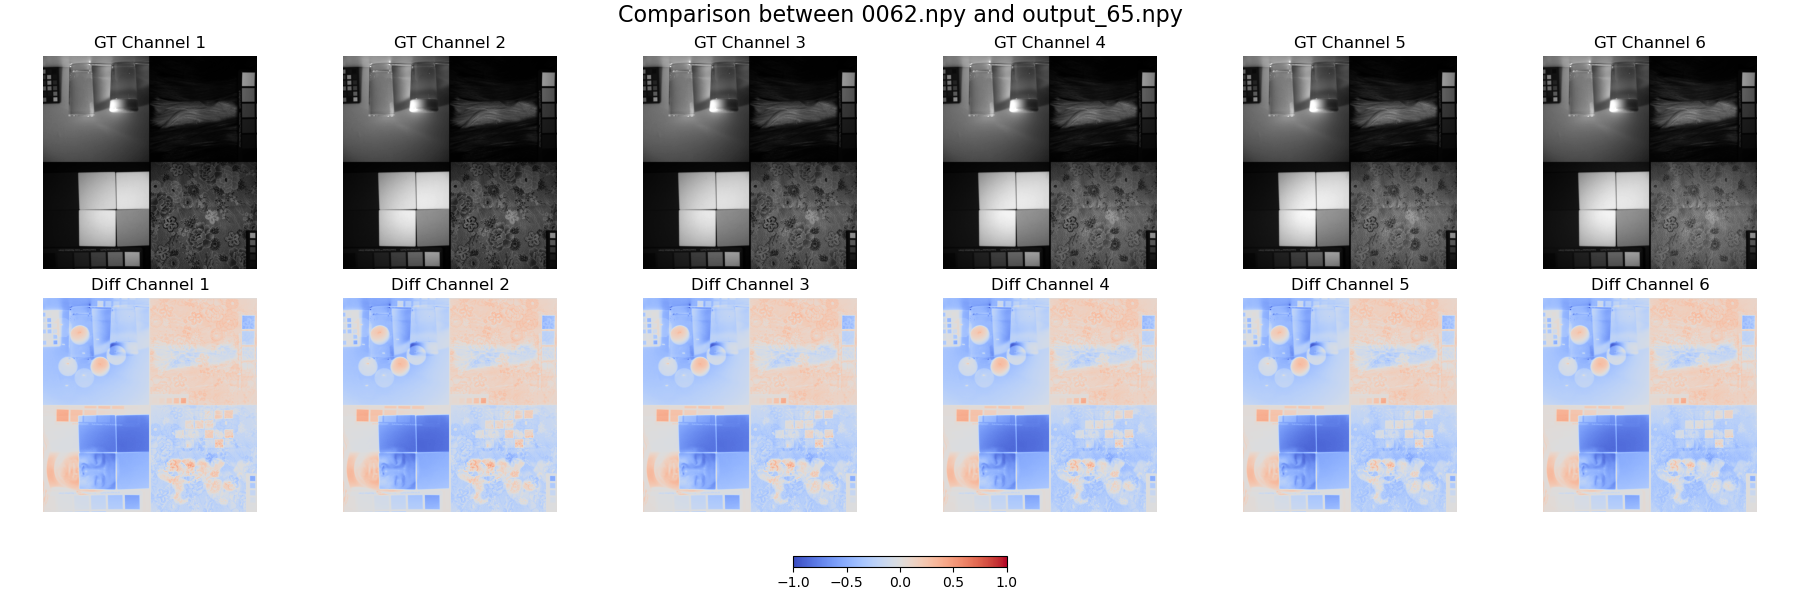 Comparison between 0062.npy and output_65.npy
GT Channel 1
GT Channel 2
GT Channel 3
GT Channel 4
GT Channel 5
GT Channel 6
Diff Channel 1
Diff Channel 2
Diff Channel 3
Diff Channel 4
Diff Channel 5
Diff Channel 6
−1.0 −0.5 0.0 0.5 1.0